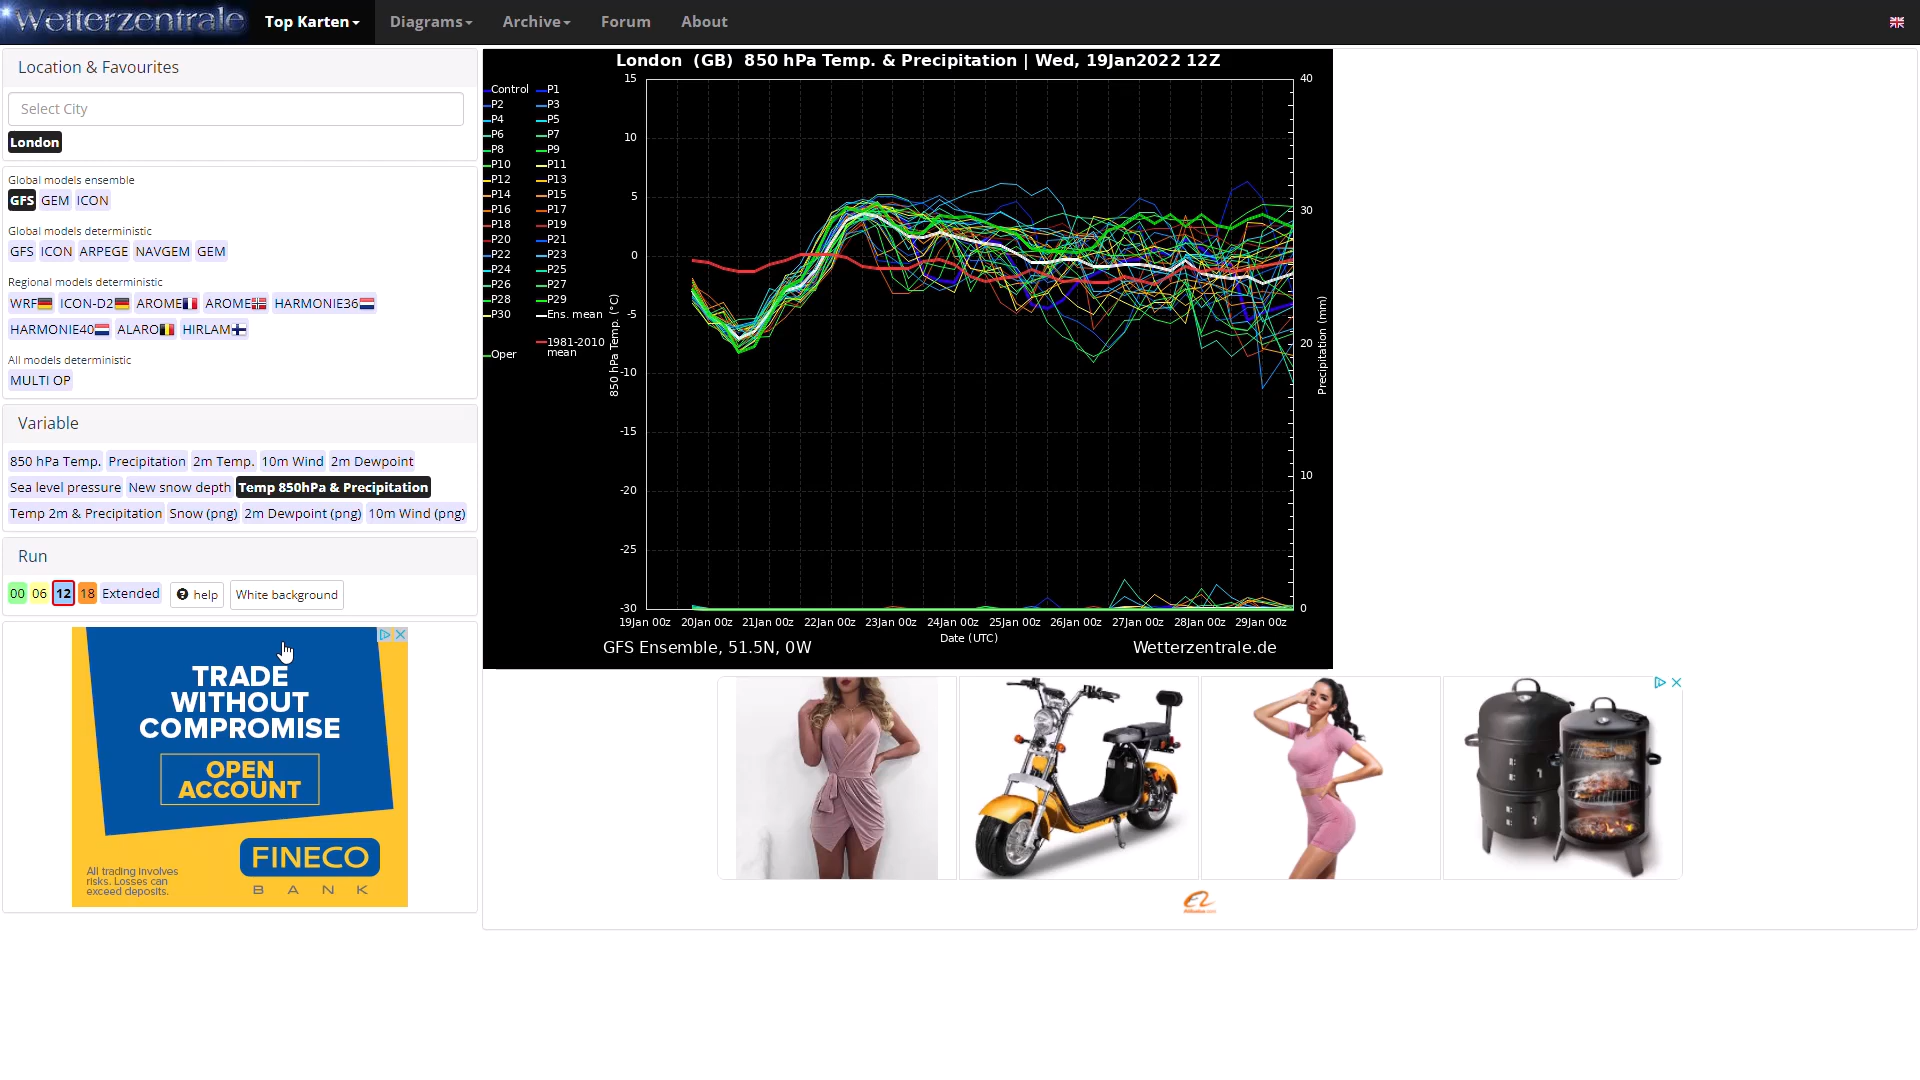 Wetterzentrale
Top Karten
Diagrams
Archive
Forum
About
Location & Favourites
Select City
London
Global models ensemble
GFS GEM ICON
Global models deterministic
GFS ICON ARPEGE NAVGEM GEM
Regional models deterministic
WRF ICON-D2 AROME AROME HARMONIE36
HARMONIE40 ALARO HIRLAM
All models deterministic
MULTI OP
Variable
850 hPa Temp. Precipitation 2m Temp. 10m Wind 2m Dewpoint
Sea level pressure New snow depth Temp 850hPa & Precipitation
Temp 2m & Precipitation Snow (png) 2m Dewpoint (png) 10m Wind (png)
Run
00 06 12 18 Extended help White background
TRADE
WITHOUT
COMPROMISE
OPEN
ACCOUNT
FINECO
BANK
All trading involves
risks. Losses can
exceed deposits.
London (GB) 850 hPa Temp. & Precipitation | Wed, 19Jan2022 12Z
Control P1
P2 P3
P4 P5
P6 P7
P8 P9
P10 P11
P12 P13
P14 P15
P16 P17
P18 P19
P20 P21
P22 P23
P24 P25
P26 P27
P28 P29
P30 Ens. mean
1981-2010
mean
Oper
850 hPa Temp. (°C)
15
10
5
0
-5
-10
-15
-20
-25
-30
40
30
20
10
0
Precipitation (mm)
19Jan 00z 20Jan 00z 21Jan 00z 22Jan 00z 23Jan 00z 24Jan 00z 25Jan 00z 26Jan 00z 27Jan 00z 28Jan 00z 29Jan 00z
Date (UTC)
GFS Ensemble, 51.5N, 0W
Wetterzentrale.de